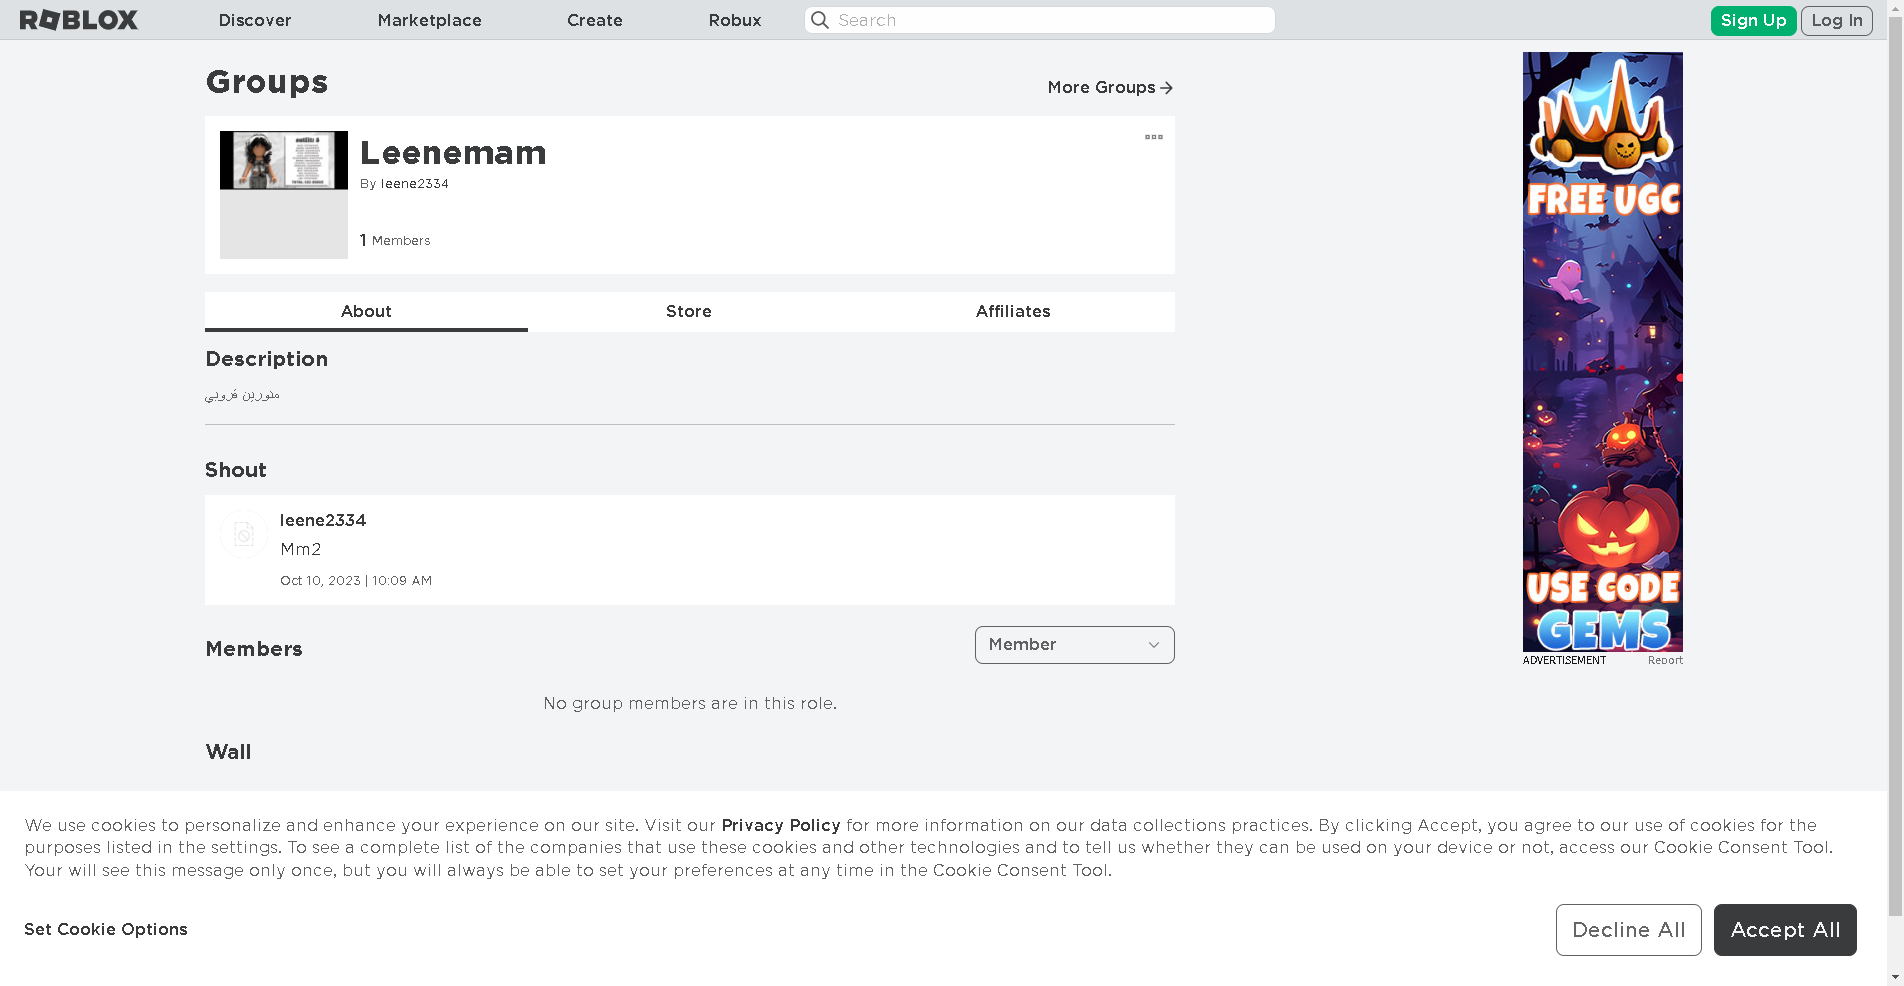 ROBLOX
Discover
Marketplace
Create
Robux
Search
Sign Up
Log In
Groups
More Groups
Leenemam
By leene2334
1 Members
About
Store
Affiliates
Description
منورين قروبي
Shout
leene2334
Mm2
Oct 10, 2023 | 10:09 AM
Members
Member
No group members are in this role.
Wall
FREE UGC
USE CODE
GEMS
ADVERTISEMENT
Report
We use cookies to personalize and enhance your experience on our site. Visit our Privacy Policy for more information on our data collections practices. By clicking Accept, you agree to our use of cookies for the
purposes listed in the settings. To see a complete list of the companies that use these cookies and other technologies and to tell us whether they can be used on your device or not, access our Cookie Consent Tool.
Your will see this message only once, but you will always be able to set your preferences at any time in the Cookie Consent Tool.
Set Cookie Options
Decline All
Accept All